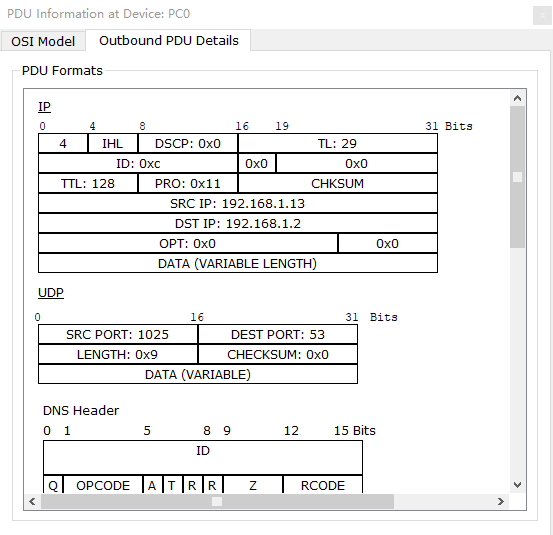 PDU Information at Device: PC0
OSI Model Outbound PDU Details
PDU Formats
IP
0 4 8 16 19 31 Bits
4 IHL DSCP: 0x0 TL: 29
ID: 0xc 0x0 0x0
TTL: 128 PRO: 0x11 CHKSUM
SRC IP: 192.168.1.13
DST IP: 192.168.1.2
OPT: 0x0 0x0
DATA (VARIABLE LENGTH)
UDP
0 16 31 Bits
SRC PORT: 1025 DEST PORT: 53
LENGTH: 0x9 CHECKSUM: 0x0
DATA (VARIABLE)
DNS Header
0 1 5 8 9 12 15 Bits
ID
Q OPCODE A T R R Z RCODE